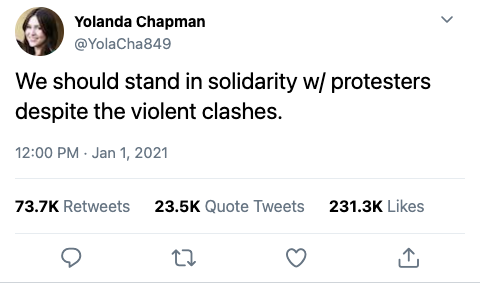 Yolanda Chapman
@YolaCha849
We should stand in solidarity w/ protesters
despite the violent clashes.
12:00 PM · Jan 1, 2021
73.7K Retweets 23.5K Quote Tweets 231.3K Likes